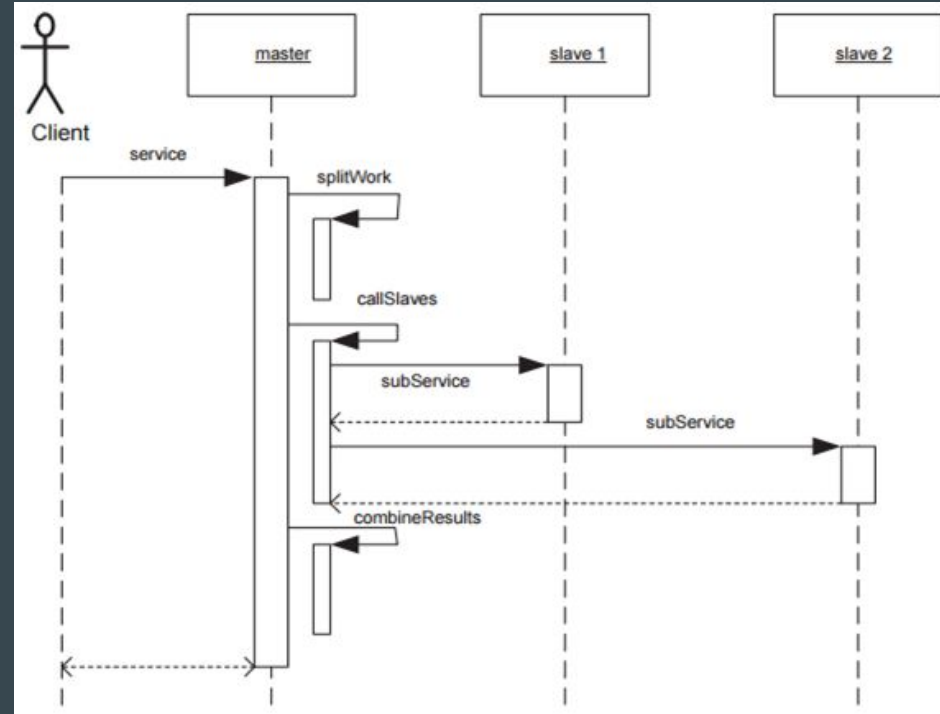 master
slave 1
slave 2
Client
service
splitWork
callSlaves
subService
subService
combineResults